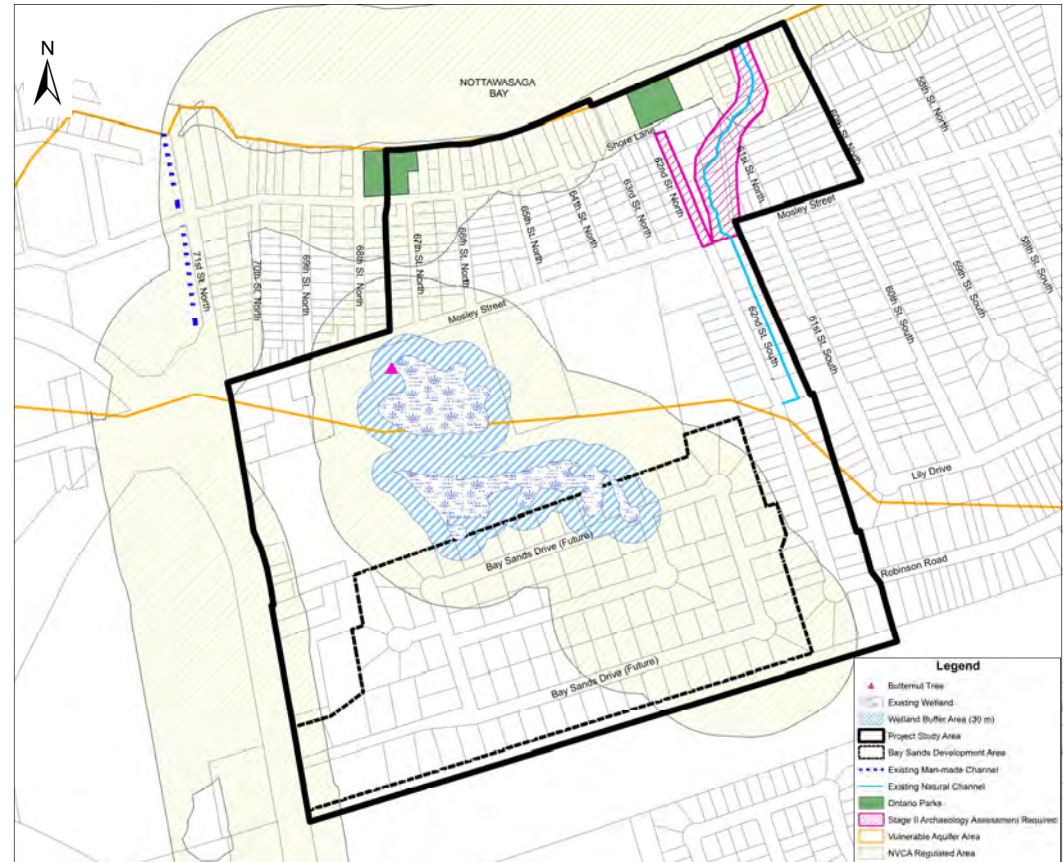 N
NOTTAWASAGA
BAY
Shore Lane
58th St. North
60th St. North
61st St. North
62nd St. North
63rd St. North
64th St. North
65th St. North
66th St. North
67th St. North
68th St. North
69th St. North
70th St. North
71st St. North
Mosley Street
Mosley Street
58th St. South
59th St. South
60th St. South
61st St. South
62nd St. South
Lily Drive
Robinson Road
Bay Sands Drive (Future)
Bay Sands Drive (Future)
Legend
Butternut Tree
Existing Wetland
Wetland Buffer Area (30 m)
Project Study Area
Bay Sands Development Area
Existing Man-made Channel
Existing Natural Channel
Ontario Parks
Stage II Archaeology Assessment Required
Vulnerable Aquifer Area
NVCA Regulated Area